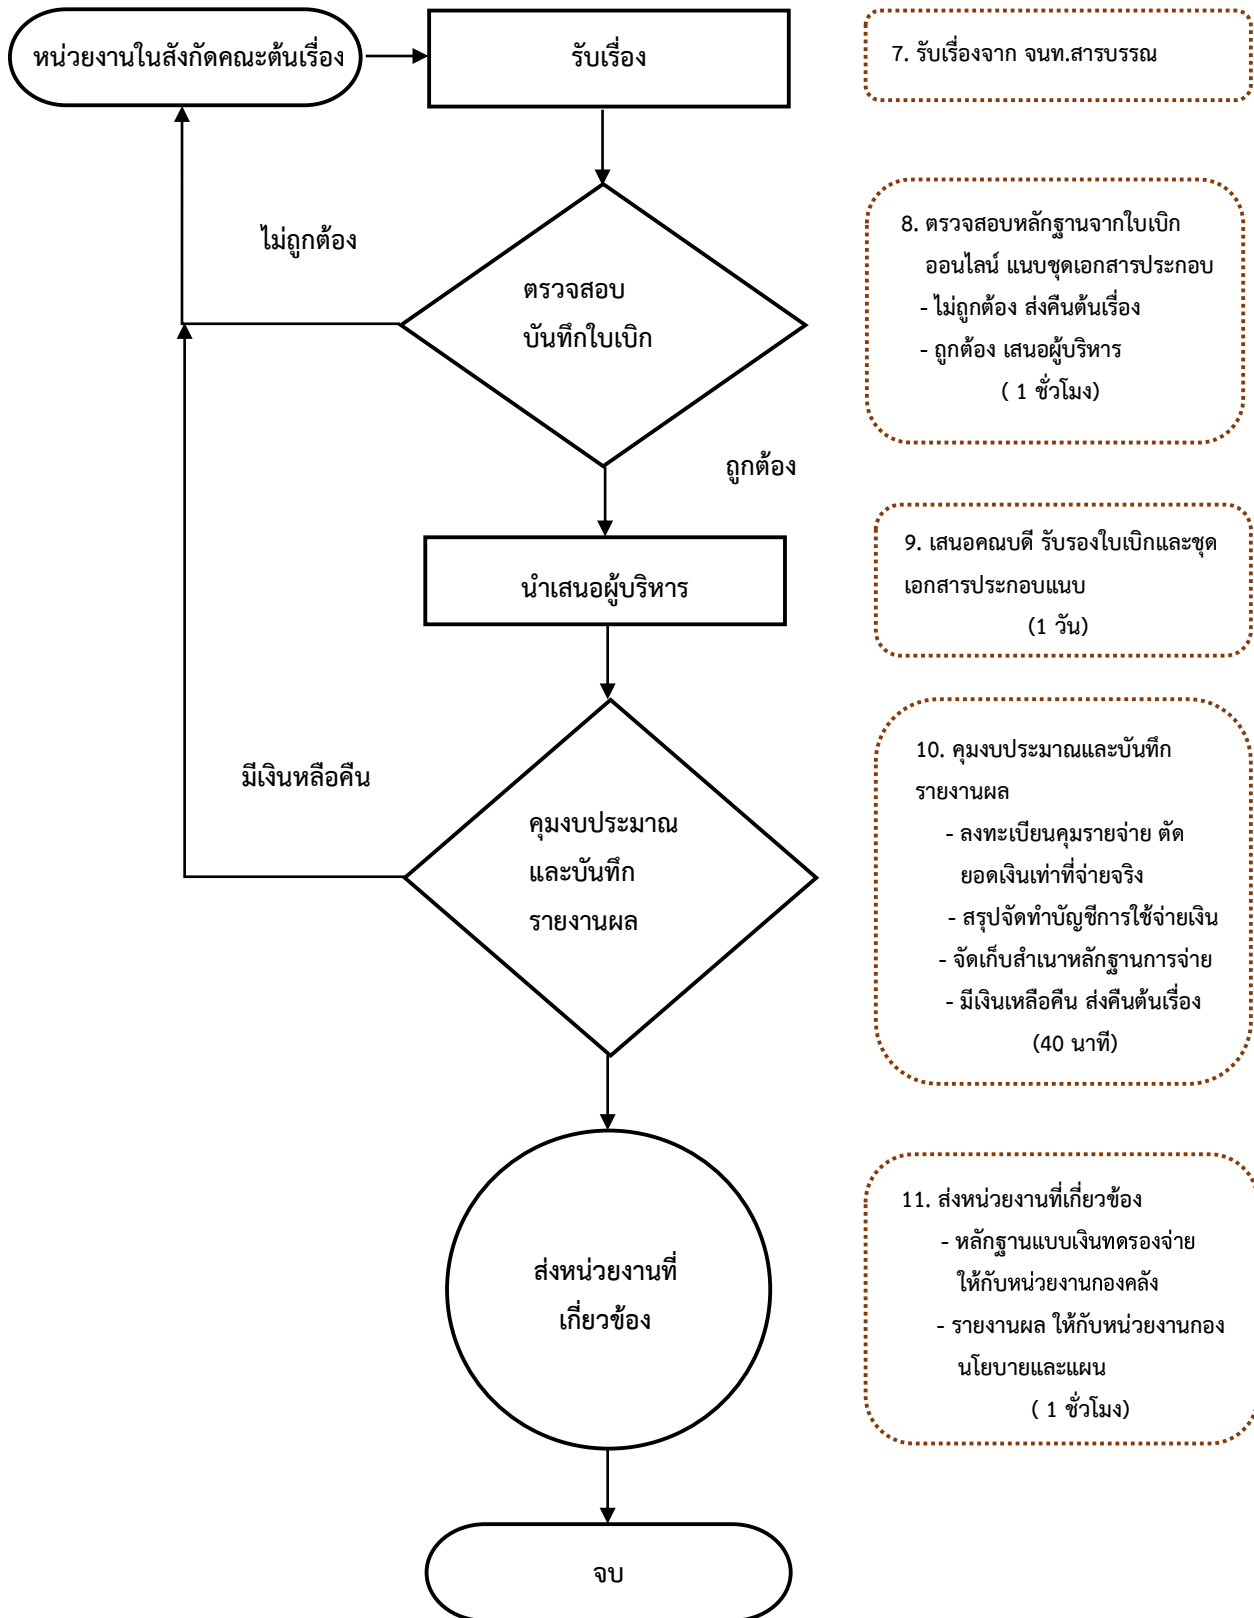 หน่วยงานในสังกัดคณะต้นเรื่อง
รับเรื่อง
7. รับเรื่องจาก จนท.สารบรรณ
ไม่ถูกต้อง
ตรวจสอบ
บันทึกใบเบิก
8. ตรวจสอบหลักฐานจากใบเบิก
ออนไลน์ แนบชุดเอกสารประกอบ
- ไม่ถูกต้อง ส่งคืนต้นเรื่อง
- ถูกต้อง เสนอผู้บริหาร
( 1 ชั่วโมง)
ถูกต้อง
นำเสนอผู้บริหาร
9. เสนอคณบดี รับรองใบเบิกและชุด
เอกสารประกอบแนบ
(1 วัน)
มีเงินหลือคืน
คุมงบประมาณ
และบันทึก
รายงานผล
10. คุมงบประมาณและบันทึก
รายงานผล
- ลงทะเบียนคุมรายจ่าย ตัด
ยอดเงินเท่าที่จ่ายจริง
- สรุปจัดทำบัญชีการใช้จ่ายเงิน
- จัดเก็บสำเนาหลักฐานการจ่าย
- มีเงินเหลือคืน ส่งคืนต้นเรื่อง
(40 นาที)
ส่งหน่วยงานที่
เกี่ยวข้อง
11. ส่งหน่วยงานที่เกี่ยวข้อง
- หลักฐานแบบเงินทดรองจ่าย
ให้กับหน่วยงานกองคลัง
- รายงานผล ให้กับหน่วยงานกอง
นโยบายและแผน
( 1 ชั่วโมง)
จบ